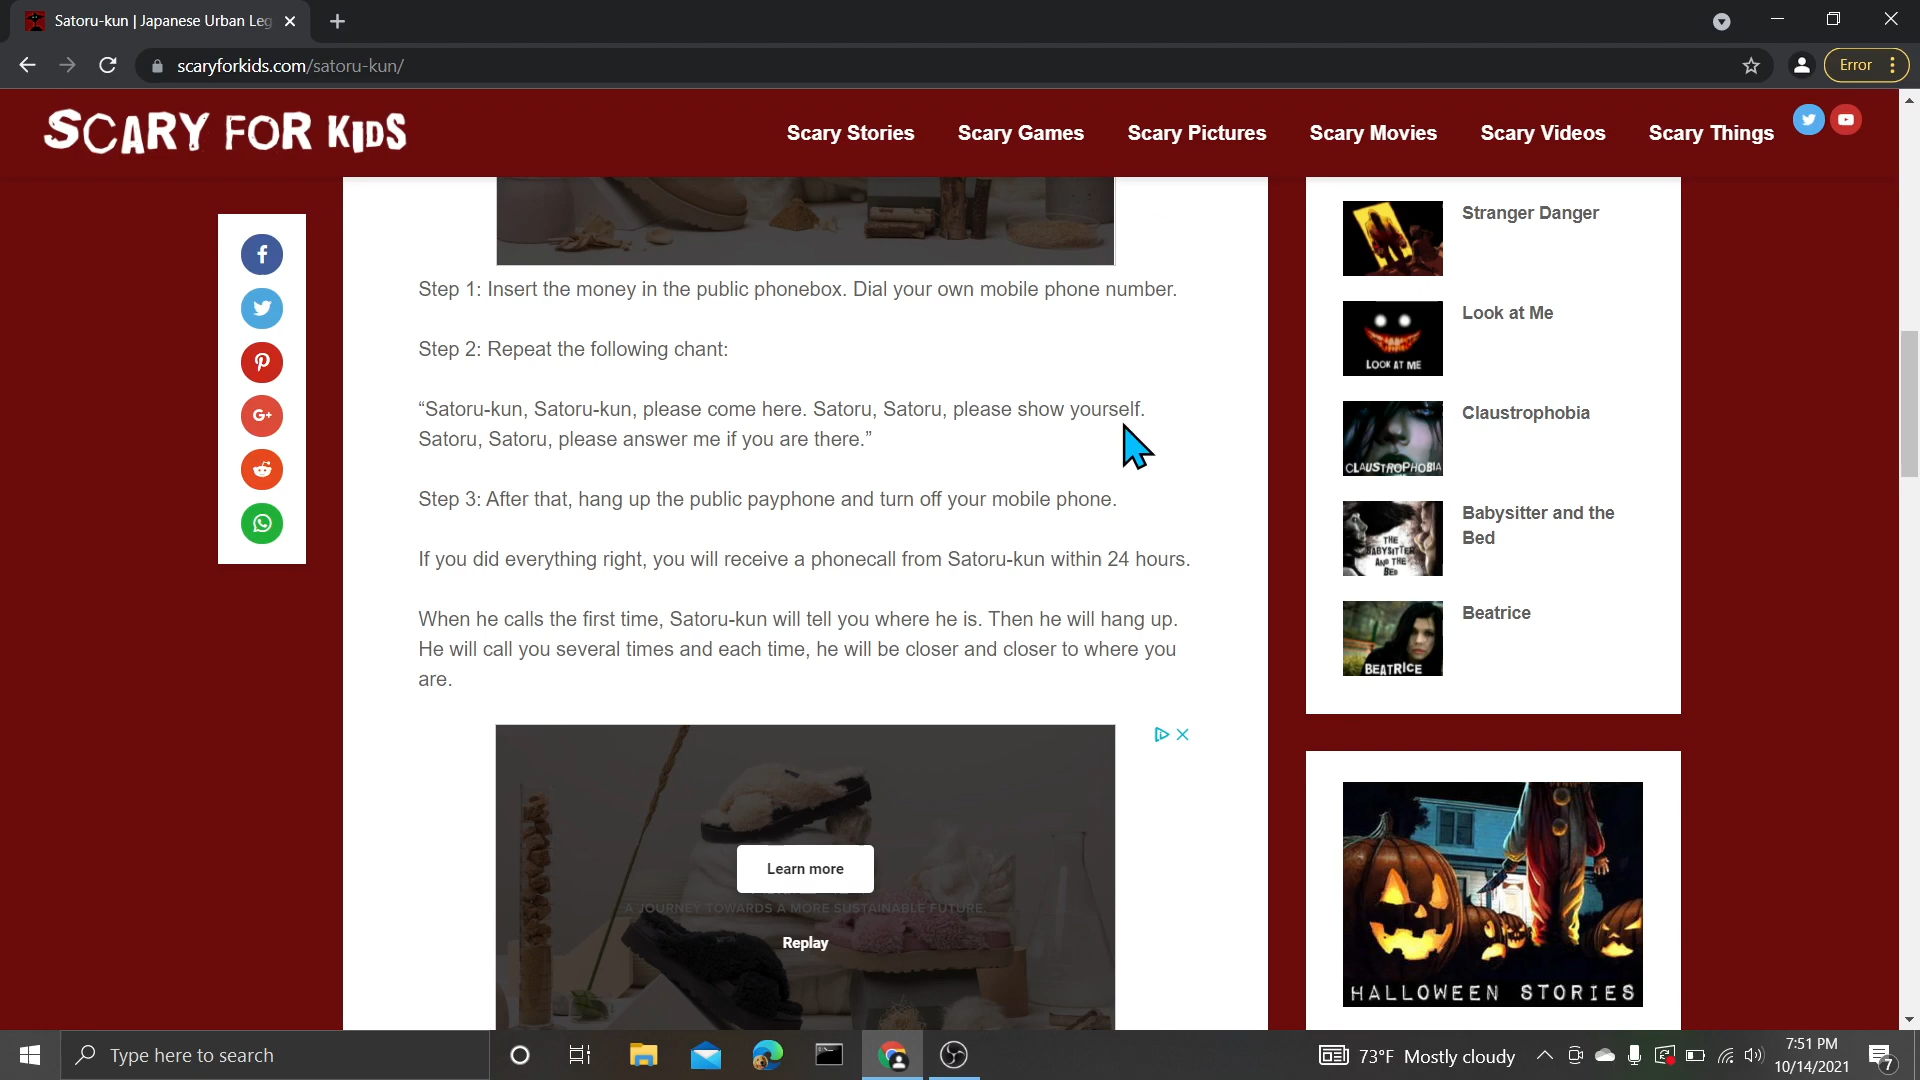 Satoru-kun | Japanese Urban Leg
scaryforkids.com/satoru-kun/
Error
SCARY FOR KIDS
Scary Stories
Scary Games
Scary Pictures
Scary Movies
Scary Videos
Scary Things
Step 1: Insert the money in the public phonebox. Dial your own mobile phone number.
Step 2: Repeat the following chant:
“Satoru-kun, Satoru-kun, please come here. Satoru, Satoru, please show yourself.
Satoru, Satoru, please answer me if you are there.”
Step 3: After that, hang up the public payphone and turn off your mobile phone.
If you did everything right, you will receive a phonecall from Satoru-kun within 24 hours.
When he calls the first time, Satoru-kun will tell you where he is. Then he will hang up.
He will call you several times and each time, he will be closer and closer to where you
are.
Learn more
A JOURNEY TOWARDS A MORE SUSTAINABLE FUTURE.
Replay
Stranger Danger
LOOK AT ME
Look at Me
CLAUSTROPHOBIA
Claustrophobia
THE
BABYSITTER
AND THE
BED
Babysitter and the
Bed
BEATRICE
Beatrice
HALLOWEEN STORIES
Type here to search
73°F Mostly cloudy
7:51 PM
10/14/2021
7